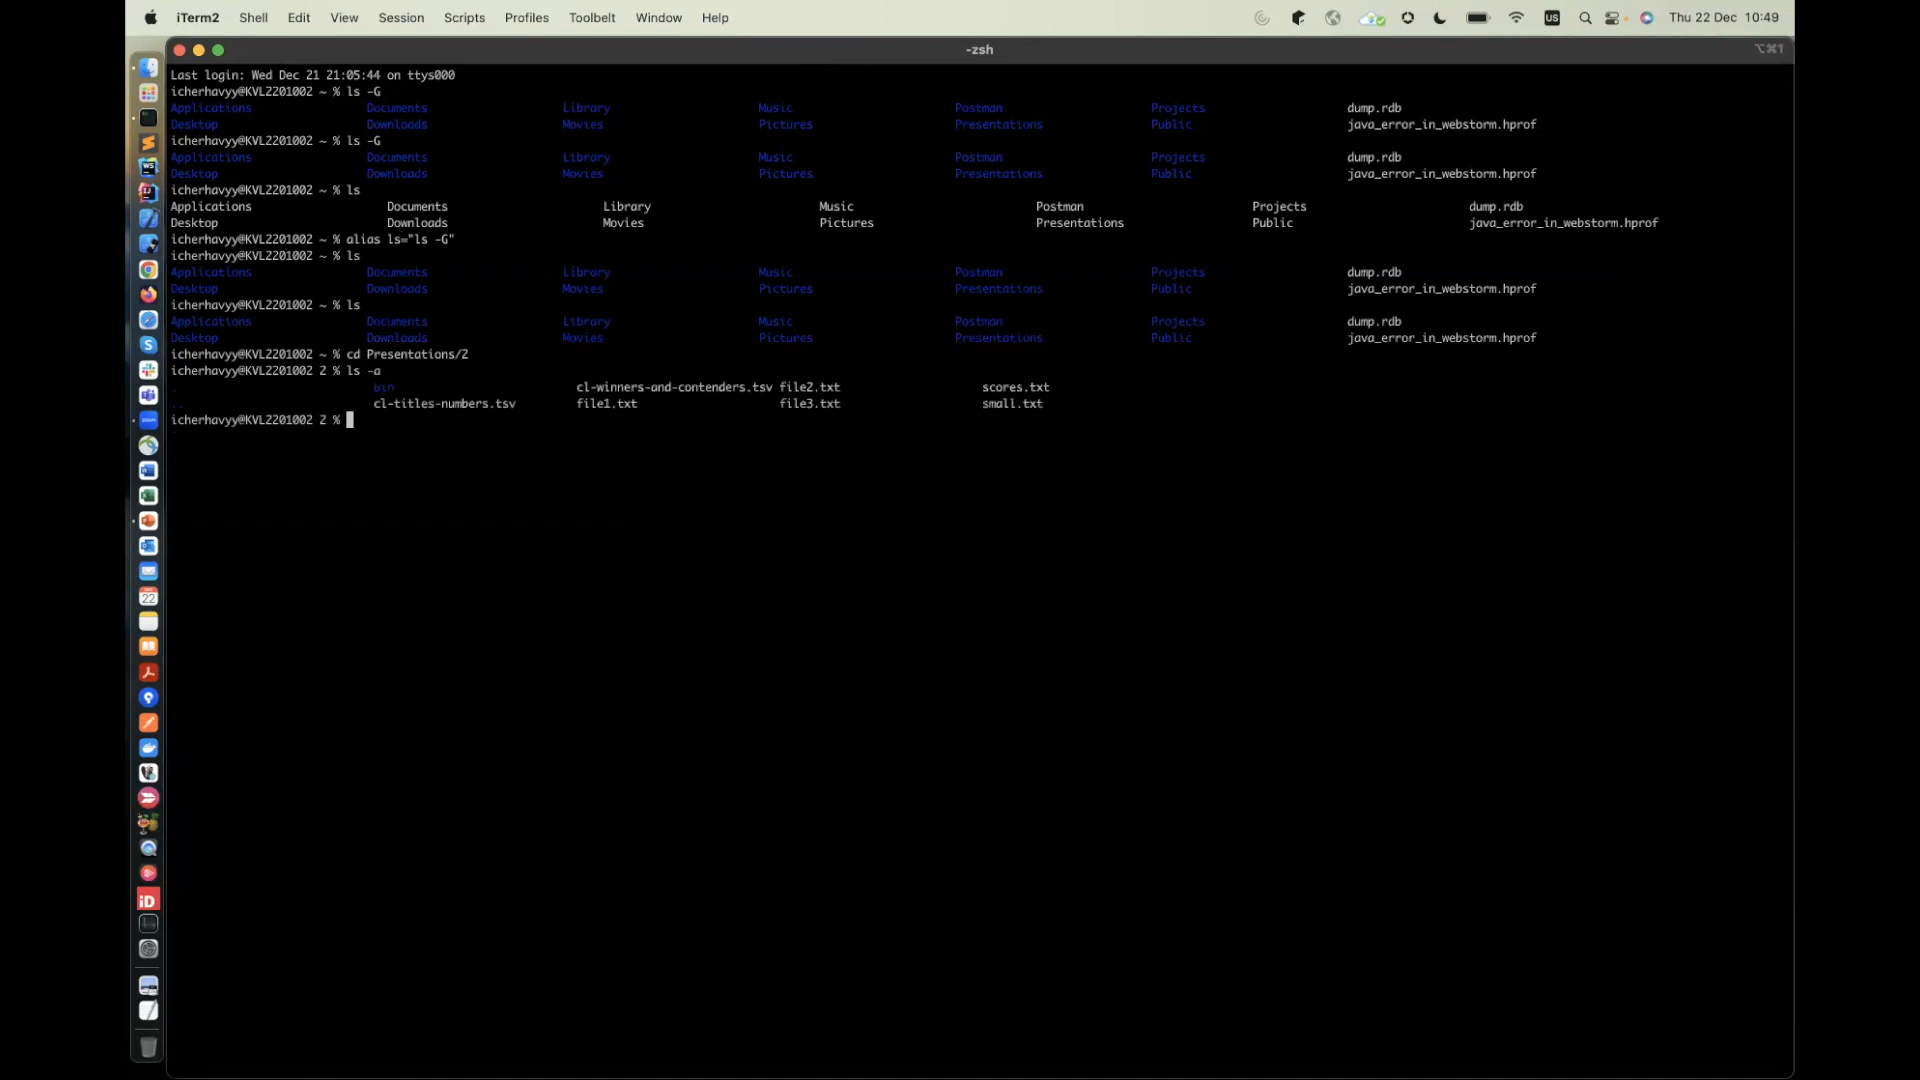 iTerm2 Shell Edit View Session Scripts Profiles Toolbelt Window Help US Thu 22 Dec 10:49
-zsh ⌥⌘1
Last login: Wed Dec 21 21:05:44 on ttys000
icherhavyy@KVL2201002 ~ % ls -G
Applications Documents Library Music Postman Projects dump.rdb
Desktop Downloads Movies Pictures Presentations Public java_error_in_webstorm.hprof
icherhavyy@KVL2201002 ~ % ls -G
Applications Documents Library Music Postman Projects dump.rdb
Desktop Downloads Movies Pictures Presentations Public java_error_in_webstorm.hprof
icherhavyy@KVL2201002 ~ % ls
Applications Documents Library Music Postman Projects dump.rdb
Desktop Downloads Movies Pictures Presentations Public java_error_in_webstorm.hprof
icherhavyy@KVL2201002 ~ % alias ls="ls -G"
icherhavyy@KVL2201002 ~ % ls
Applications Documents Library Music Postman Projects dump.rdb
Desktop Downloads Movies Pictures Presentations Public java_error_in_webstorm.hprof
icherhavyy@KVL2201002 ~ % ls
Applications Documents Library Music Postman Projects dump.rdb
Desktop Downloads Movies Pictures Presentations Public java_error_in_webstorm.hprof
icherhavyy@KVL2201002 ~ % cd Presentations/2
icherhavyy@KVL2201002 2 % ls -a
. bin cl-winners-and-contenders.tsv file2.txt scores.txt
.. cl-titles-numbers.tsv file1.txt file3.txt small.txt
icherhavyy@KVL2201002 2 %
WS
IJ
S
22
iD